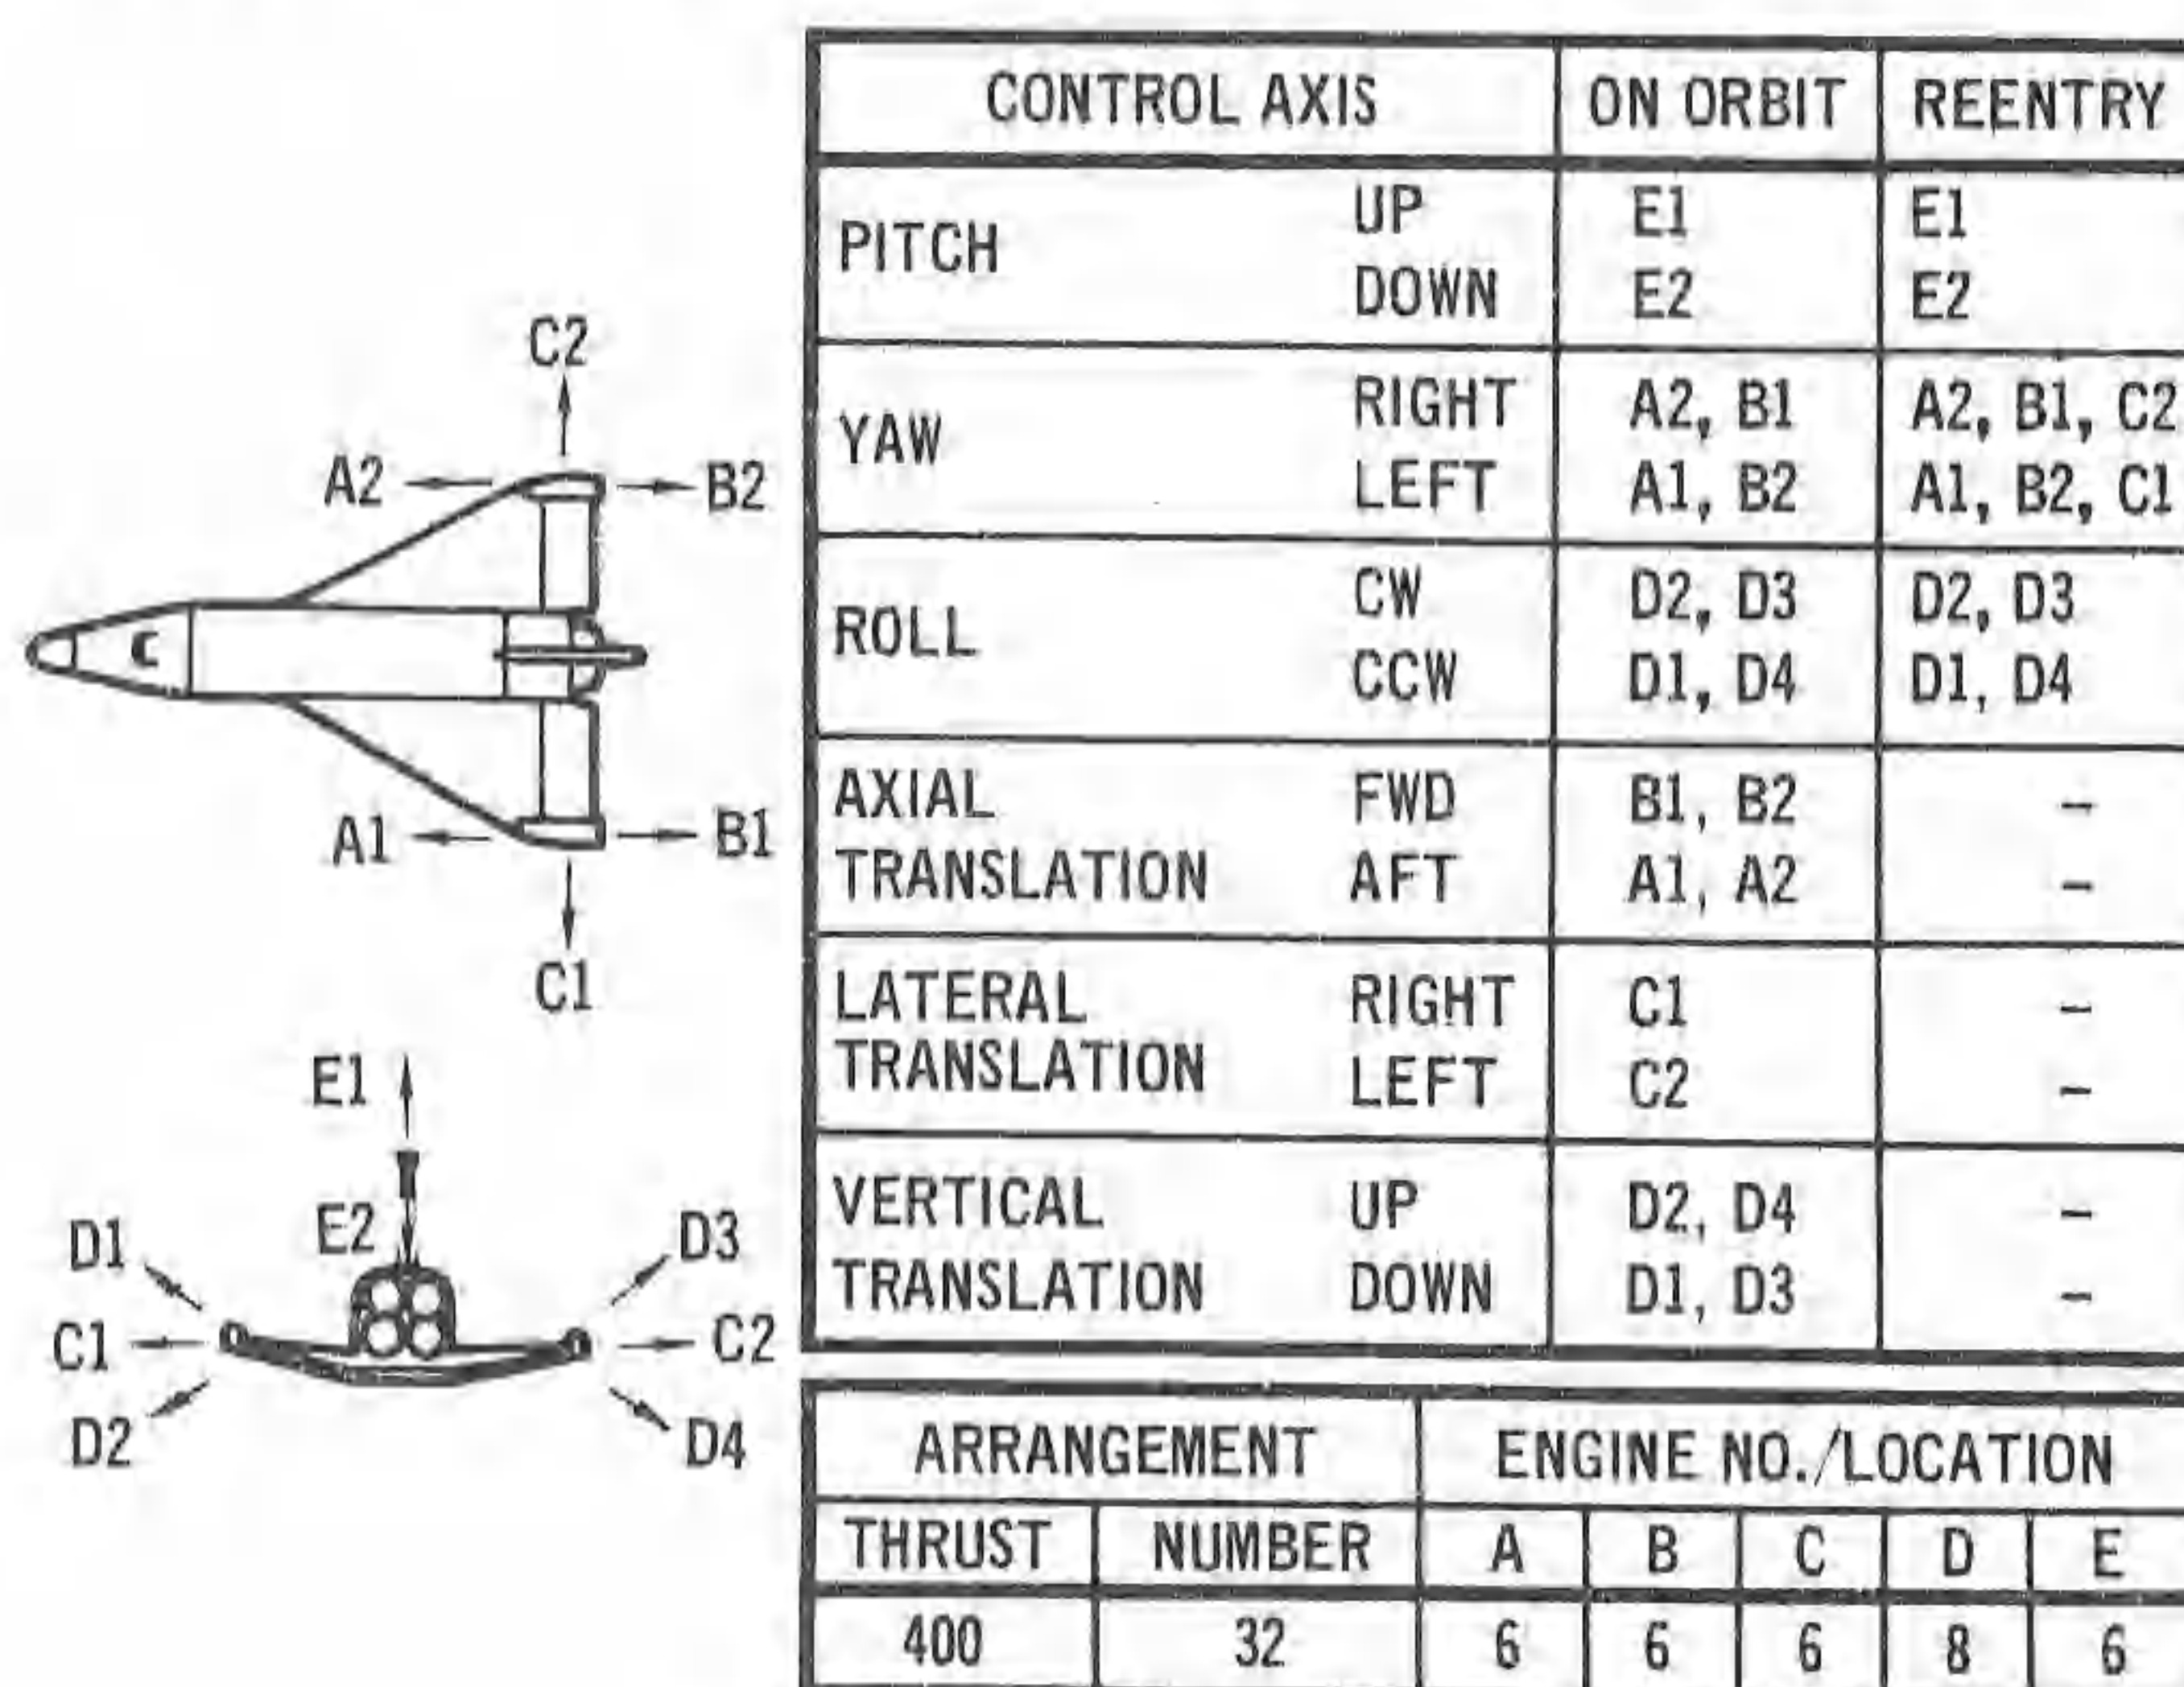 C2
A2
B2
C
A1
B1
C1
E1
E2
D1
D3
C1
C2
D2
D4
CONTROL AXIS ON ORBIT REENTRY
PITCH UP E1 E1
DOWN E2 E2
YAW RIGHT A2, B1 A2, B1, C2
LEFT A1, B2 A1, B2, C1
ROLL CW D2, D3 D2, D3
CCW D1, D4 D1, D4
AXIAL FWD B1, B2 –
TRANSLATION AFT A1, A2 –
LATERAL RIGHT C1 –
TRANSLATION LEFT C2 –
VERTICAL UP D2, D4 –
TRANSLATION DOWN D1, D3 –
ARRANGEMENT ENGINE NO./LOCATION
THRUST NUMBER A B C D E
400 32 6 6 6 8 6